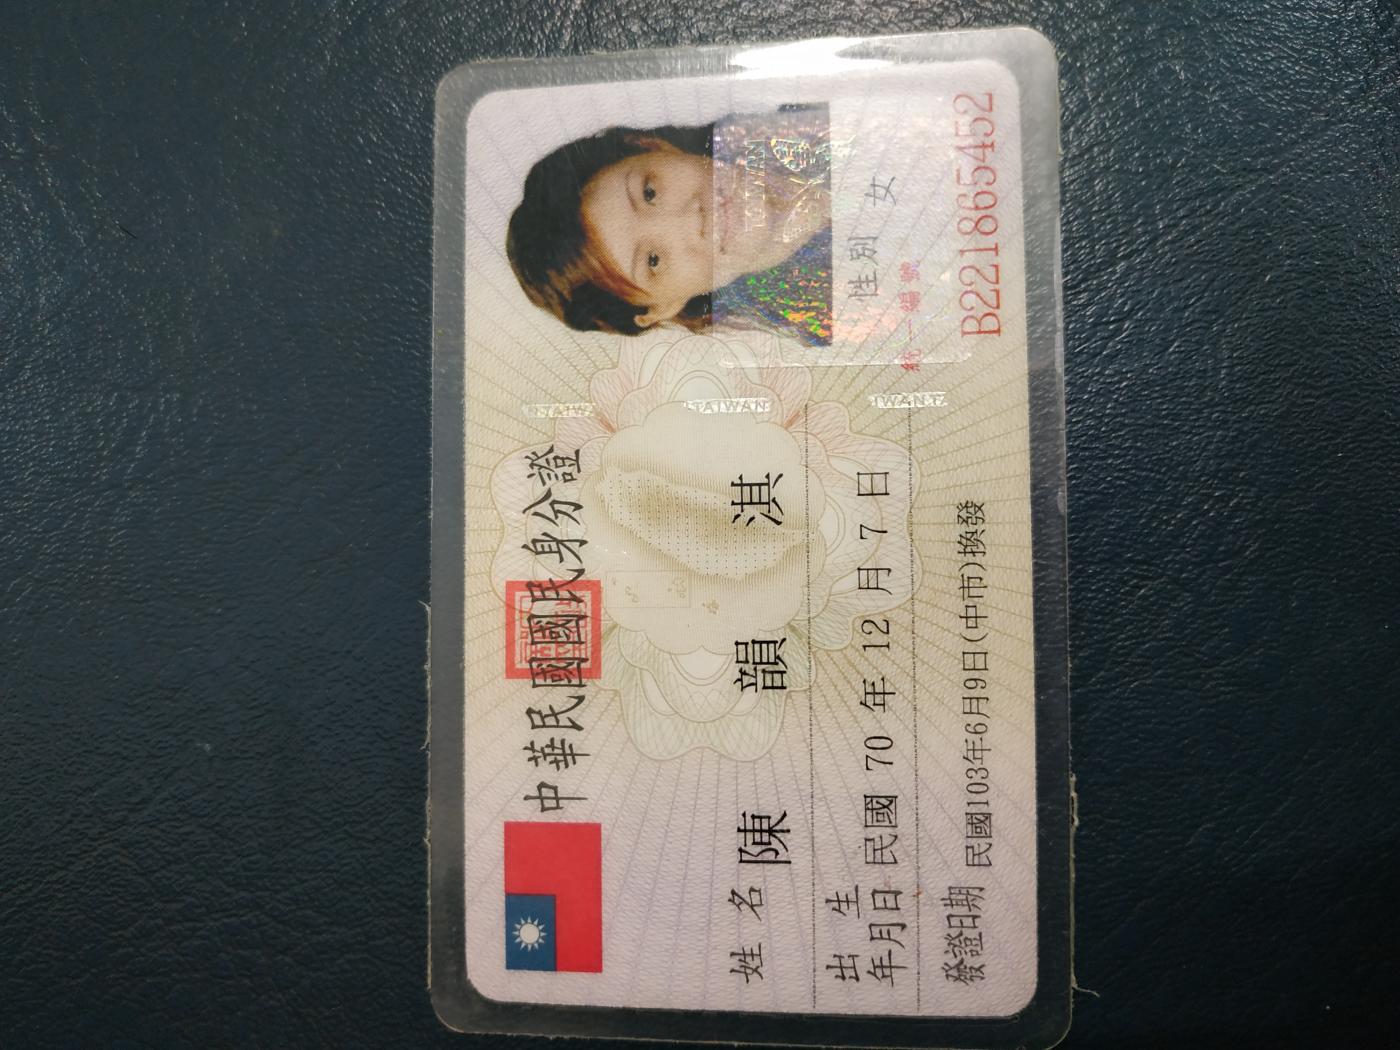 中華民國國民身分證
姓名 陳韻淇
出生年月日 民國 70 年 12 月 7 日
性別 女
發證日期 民國103年6月9日(中市)換發
統一編號
B221865452
TAIWAN
TAIWAN